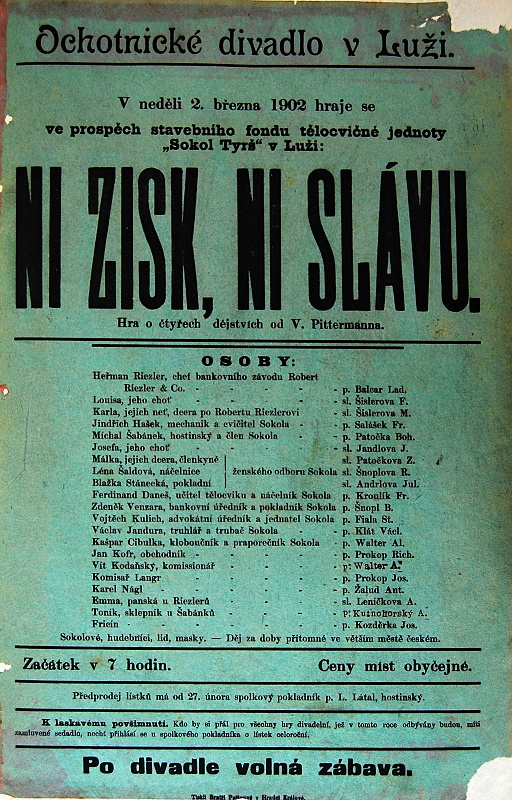 Ochotnické divadlo v Luži.
V neděli 2. března 1902 hraje se
ve prospěch stavebního fondu tělocvičné jednoty
„Sokol Tyrš“ v Luži:
NI ZISK, NI SLÁVU.
Hra o čtyřech dějstvích od V. Pittermanna.
OSOBY:
Heřman Riezler, chef bankovního závodu Robert
Riezler & Co. - - - - - p. Balcar Lad.
Louisa, jeho choť - - - - - sl. Šislerova F.
Karla, jejich neť, dcera po Robertu Riezlerovi - sl. Šislerova M.
Jindřich Hašek, mechanik a cvičitel Sokola - - p. Salášek Fr.
Michal Šabánek, hostinský a člen Sokola - - p. Patočka Boh.
Josefa, jeho choť - - - - - sl. Jandlova J.
Málka, jejich dcera, členkyně sl. Patočkova Z.
Léna Šaldová, náčelnice ženského odboru Sokola sl. Šnoplova R.
Blažka Stánecká, pokladní sl. Andrlova Jul.
Ferdinand Daneš, učitel tělocviku a náčelník Sokola - p. Kroulík Fr.
Zdeněk Venzara, bankovní úředník a pokladník Sokola - p. Šnopl B.
Vojtěch Kulich, advokátní úředník a jednatel Sokola - p. Fiala St.
Václav Jandura, truhlář a trubač Sokola - - p. Klát Václ.
Kašpar Cibulka, kloboučník a praporečník Sokola - p. Walter Al.
Jan Kofr, obchodník - - - - - p. Prokop Rich.
Vít Kodaňský, komissionář - - - - p. Walter A.
Komisař Langr - - - - - p. Prokop Jos.
Karel Nágl - - - - - p. Žalud Ant.
Emma, panská u Riezlerů - - - - sl. Leničkova A.
Toník, sklepník u Šabánků - - - - p. Kutnohorský A.
Fricín - - - - - p. Kozděrka Jos.
Sokolové, hudebníci, lid, masky. — Děj za doby přítomné ve větším městě českém.
Začátek v 7 hodin. Ceny míst obyčejné.
Předprodej lístků má od 27. února spolkový pokladník p. L. Látal, hostinský.
K laskavému povšimnutí. Kdo by si přál pro všechny hry divadelní, jež v tomto roce odbývány budou, míti
zamluvené sedadlo, nechť přihlásí se u spolkového pokladníka o lístek celoroční.
Po divadle volná zábava.
Tiskli Bratři v Hradci Králové.